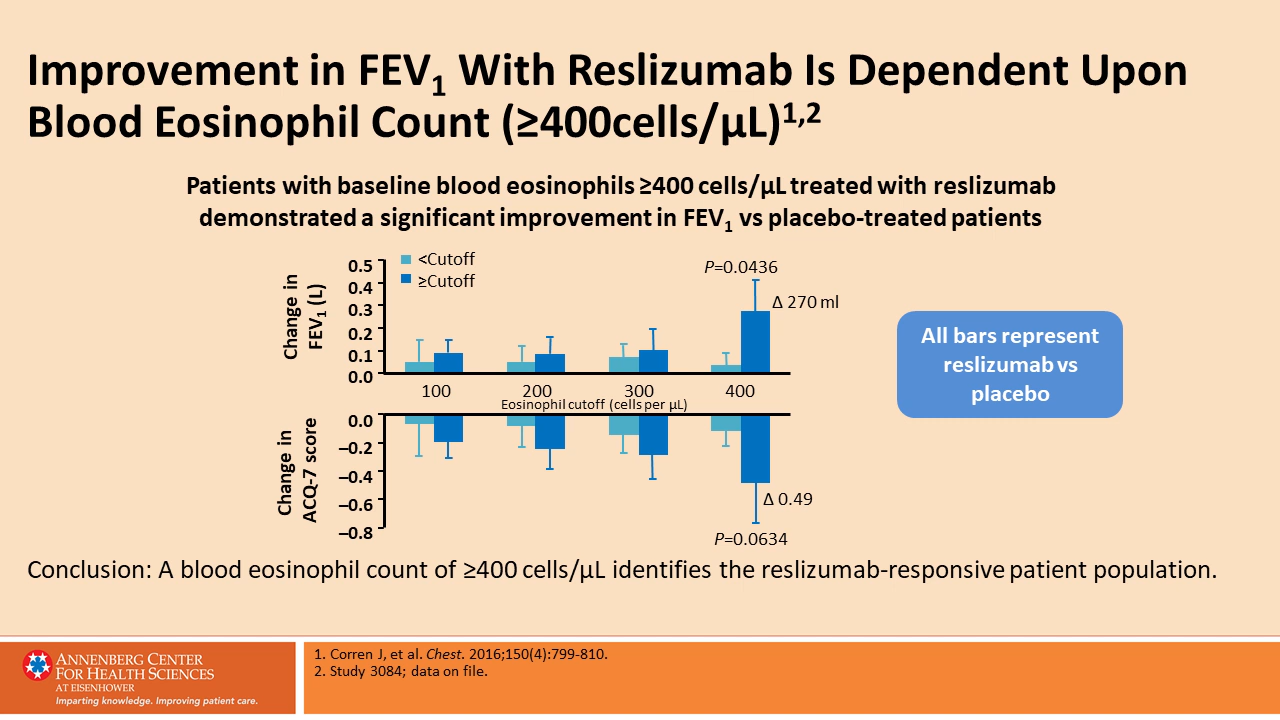 Improvement in FEV1 With Reslizumab Is Dependent Upon
Blood Eosinophil Count (≥400cells/µL)1,2
Patients with baseline blood eosinophils ≥400 cells/µL treated with reslizumab
demonstrated a significant improvement in FEV1 vs placebo-treated patients
Change in
FEV1 (L)
0.5
0.4
0.3
0.2
0.1
0.0
<Cutoff
≥Cutoff
P=0.0436
Δ 270 ml
100 200 300 400
Eosinophil cutoff (cells per µL)
Change in
ACQ-7 score
0.0
–0.2
–0.4
–0.6
–0.8
Δ 0.49
P=0.0634
All bars represent
reslizumab vs
placebo
Conclusion: A blood eosinophil count of ≥400 cells/µL identifies the reslizumab-responsive patient population.
ANNENBERG CENTER
FOR HEALTH SCIENCES
AT EISENHOWER
Imparting knowledge. Improving patient care.
1. Corren J, et al. Chest. 2016;150(4):799-810.
2. Study 3084; data on file.